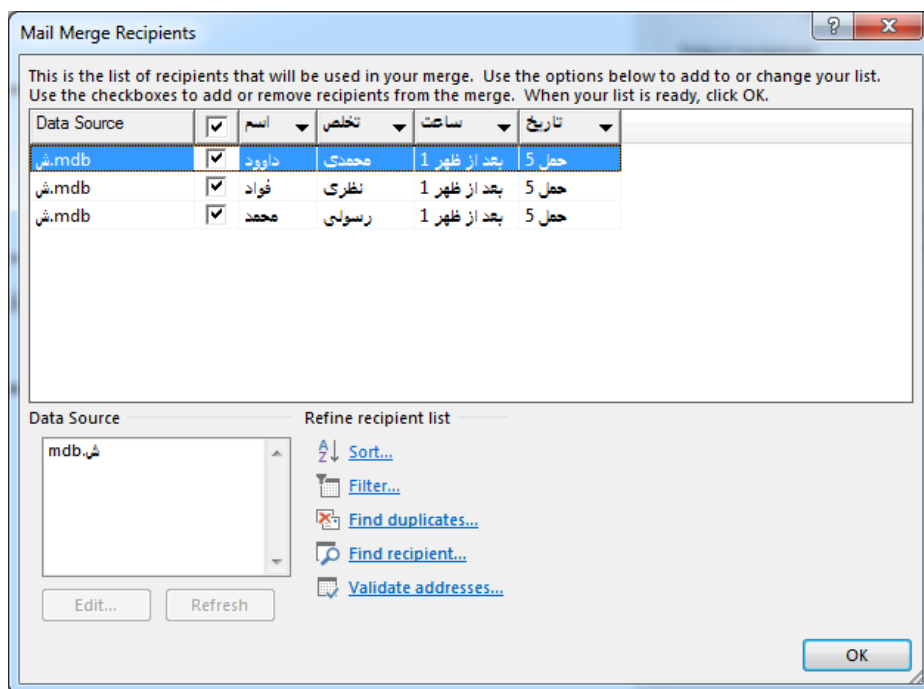 Mail Merge Recipients
This is the list of recipients that will be used in your merge. Use the options below to add to or change your list.
Use the checkboxes to add or remove recipients from the merge. When your list is ready, click OK.
Data Source اسم تخلص ساعت تاریخ
ش.mdb داوود محمدی بعد از ظهر 1 حمل 5
ش.mdb فواد نظری بعد از ظهر 1 حمل 5
ش.mdb محمد رسولی بعد از ظهر 1 حمل 5
Data Source
ش.mdb
Edit... Refresh
Refine recipient list
Sort...
Filter...
Find duplicates...
Find recipient...
Validate addresses...
OK